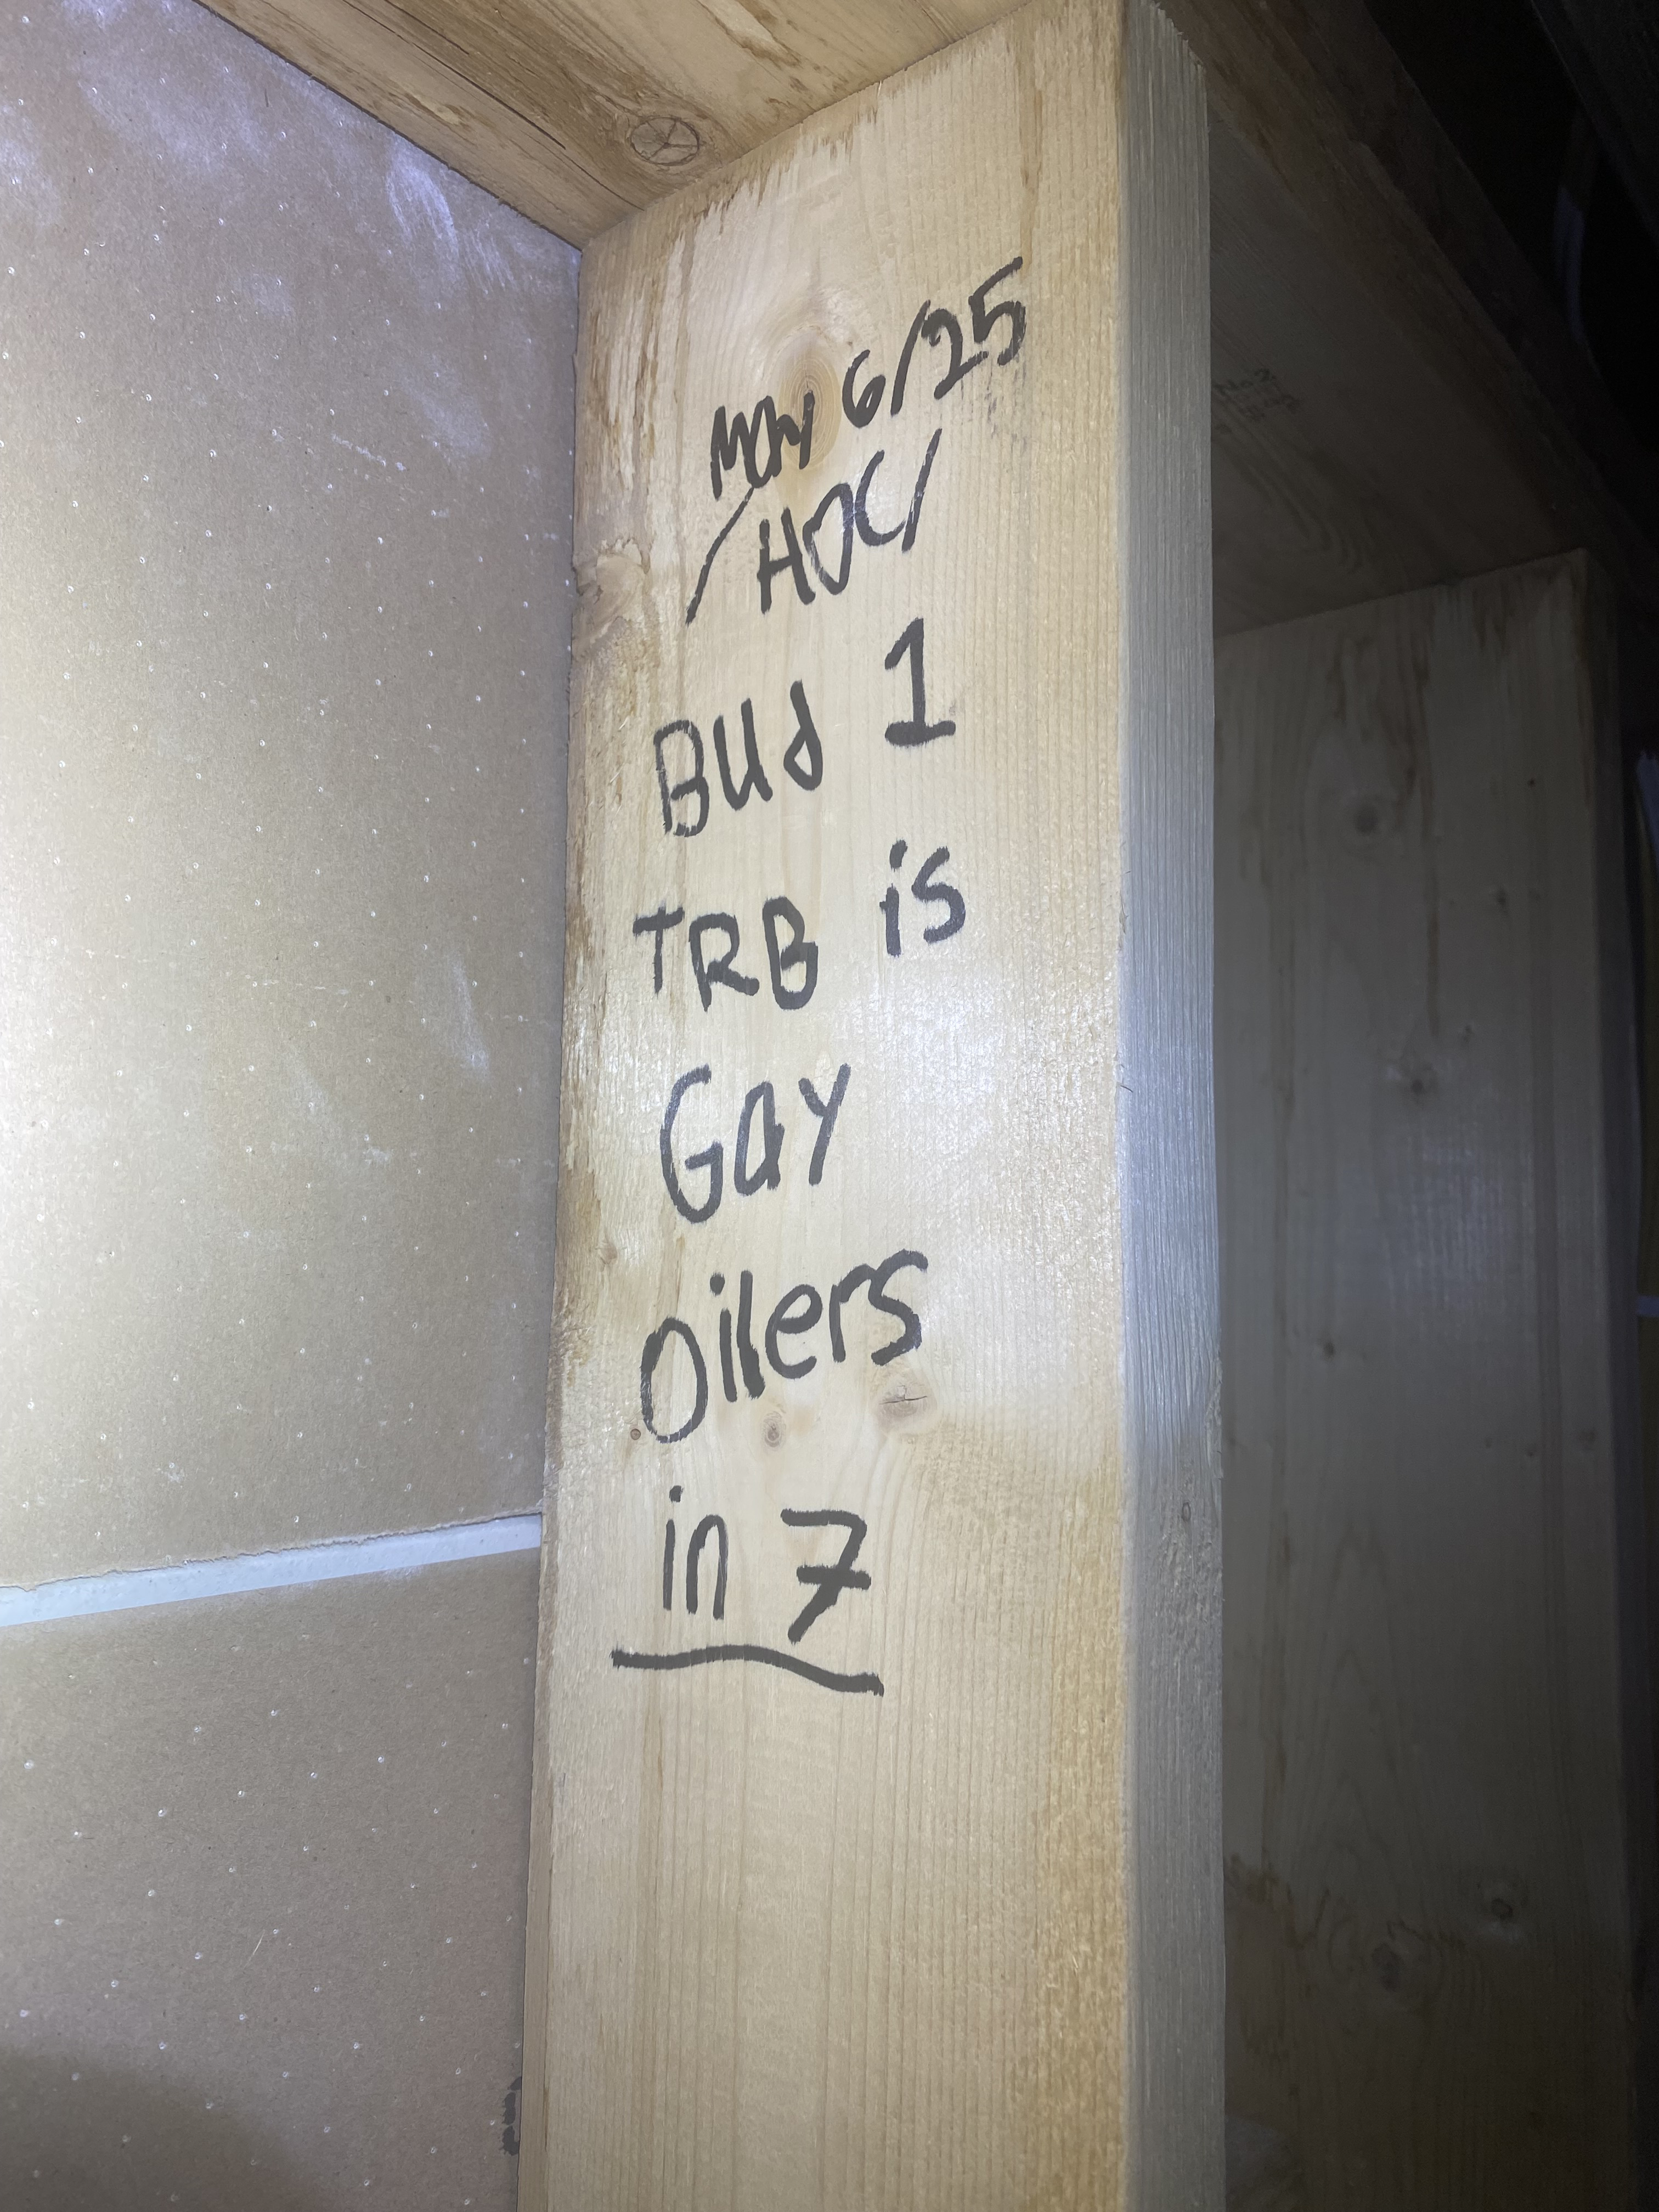 May 6/25
/HOC/
Bud 1
TRB is
Gay
Oilers
in 7